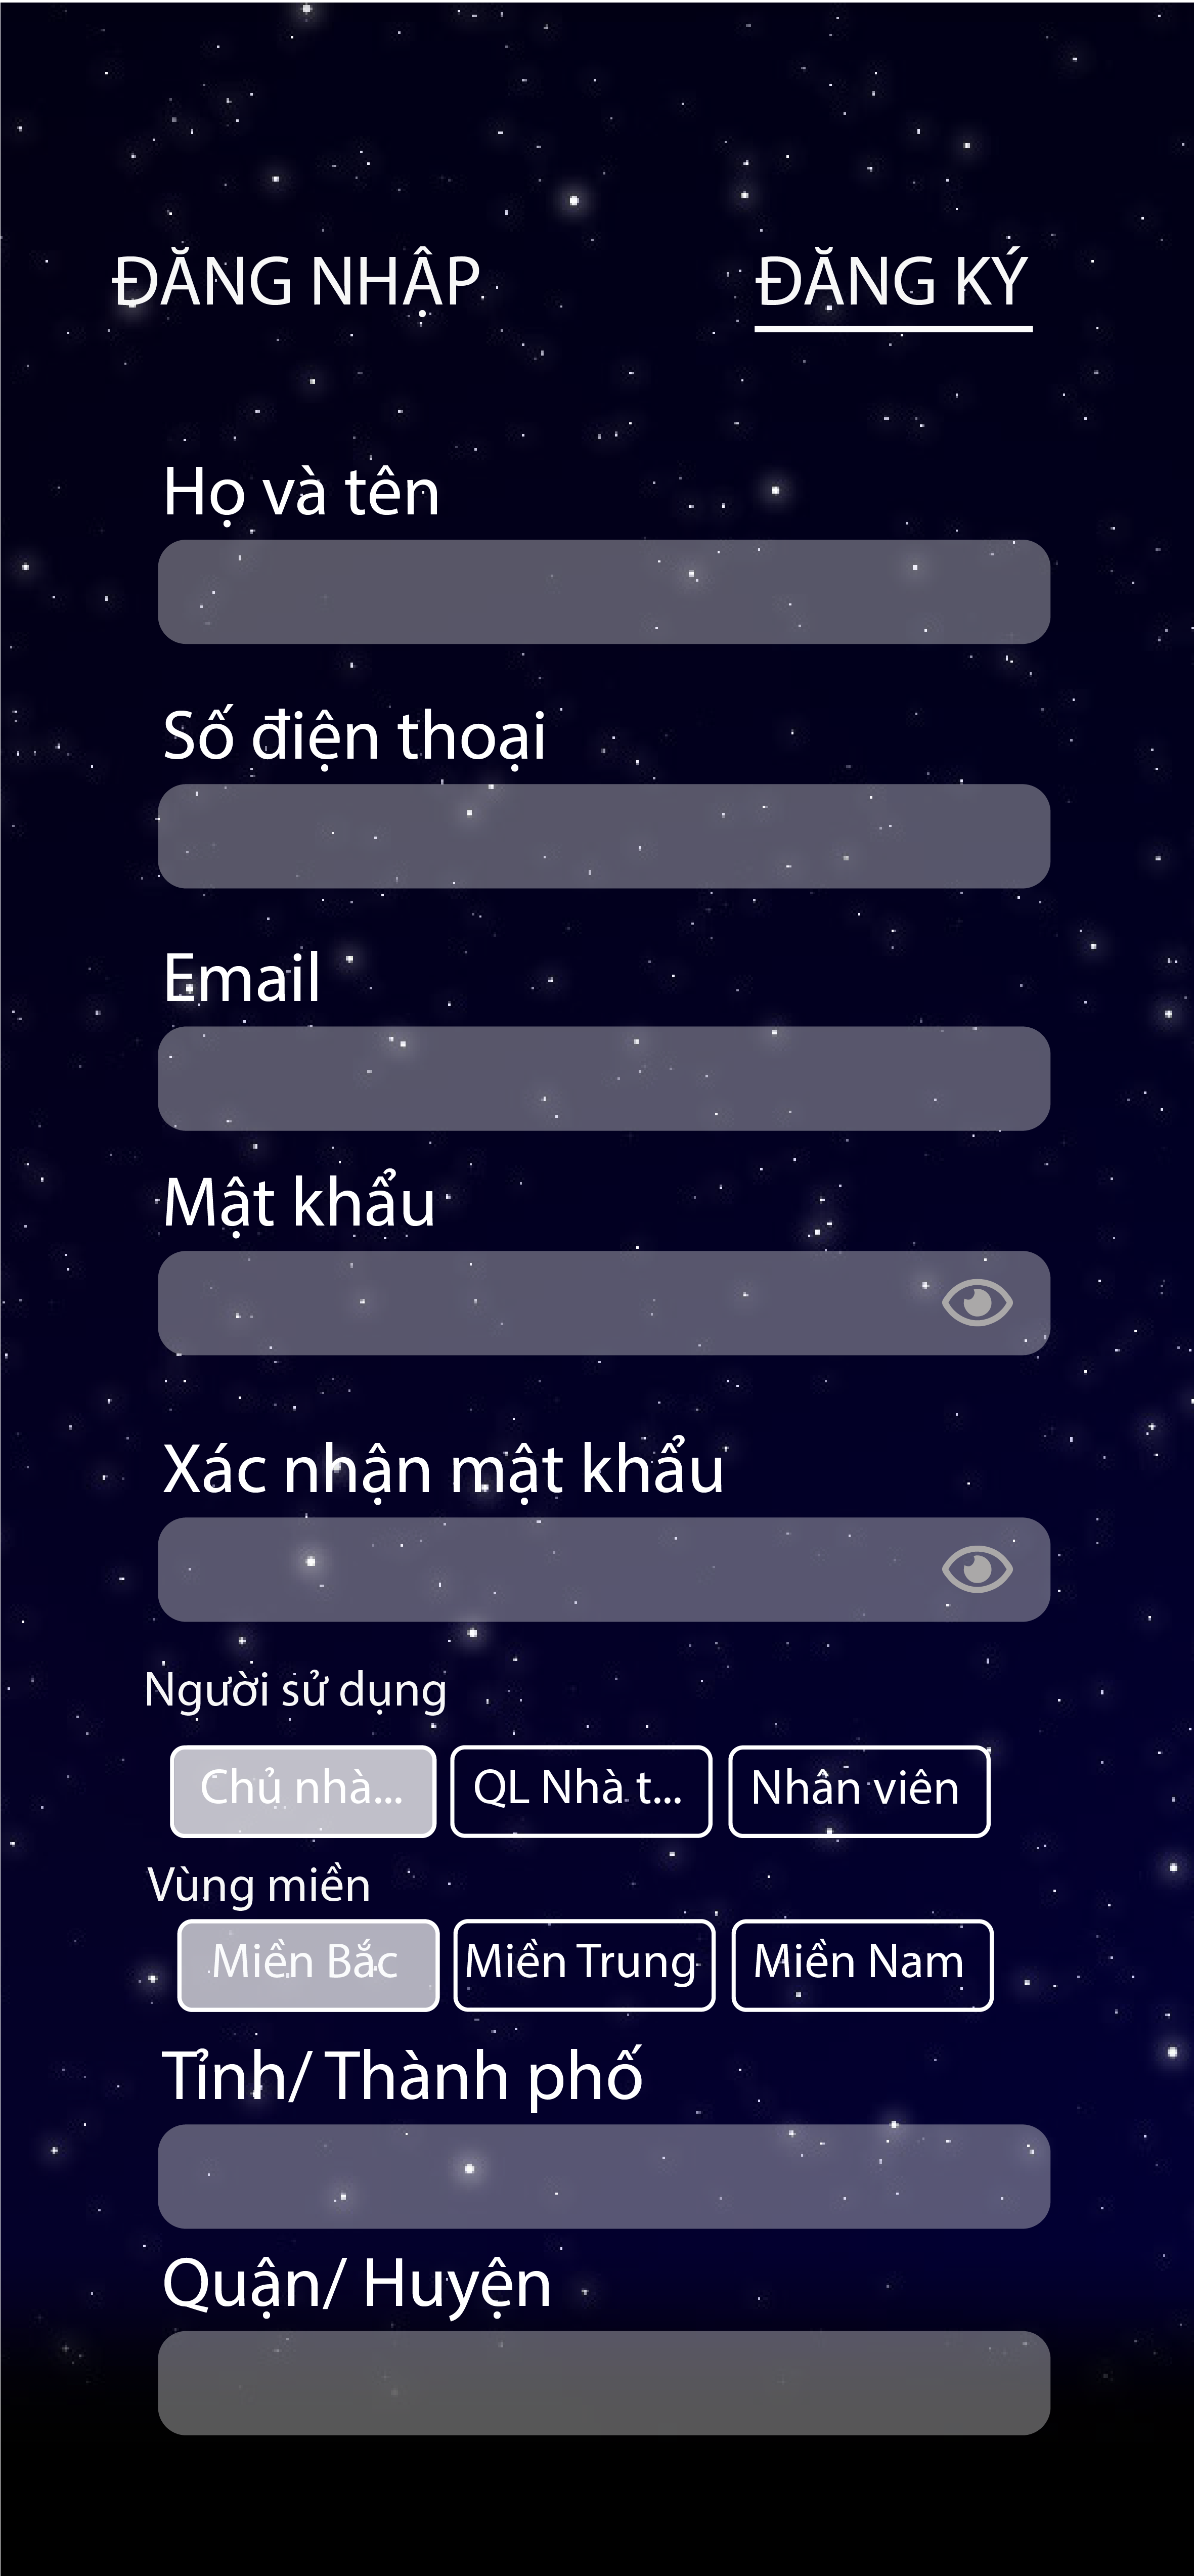 ĐĂNG NHẬP ĐĂNG KÝ
Họ và tên
Số điện thoại
Email
Mật khẩu
Xác nhận mật khẩu
Người sử dụng
Chủ nhà... QL Nhà t... Nhân viên
Vùng miền
Miền Bắc Miền Trung Miền Nam
Tỉnh/ Thành phố
Quận/ Huyện